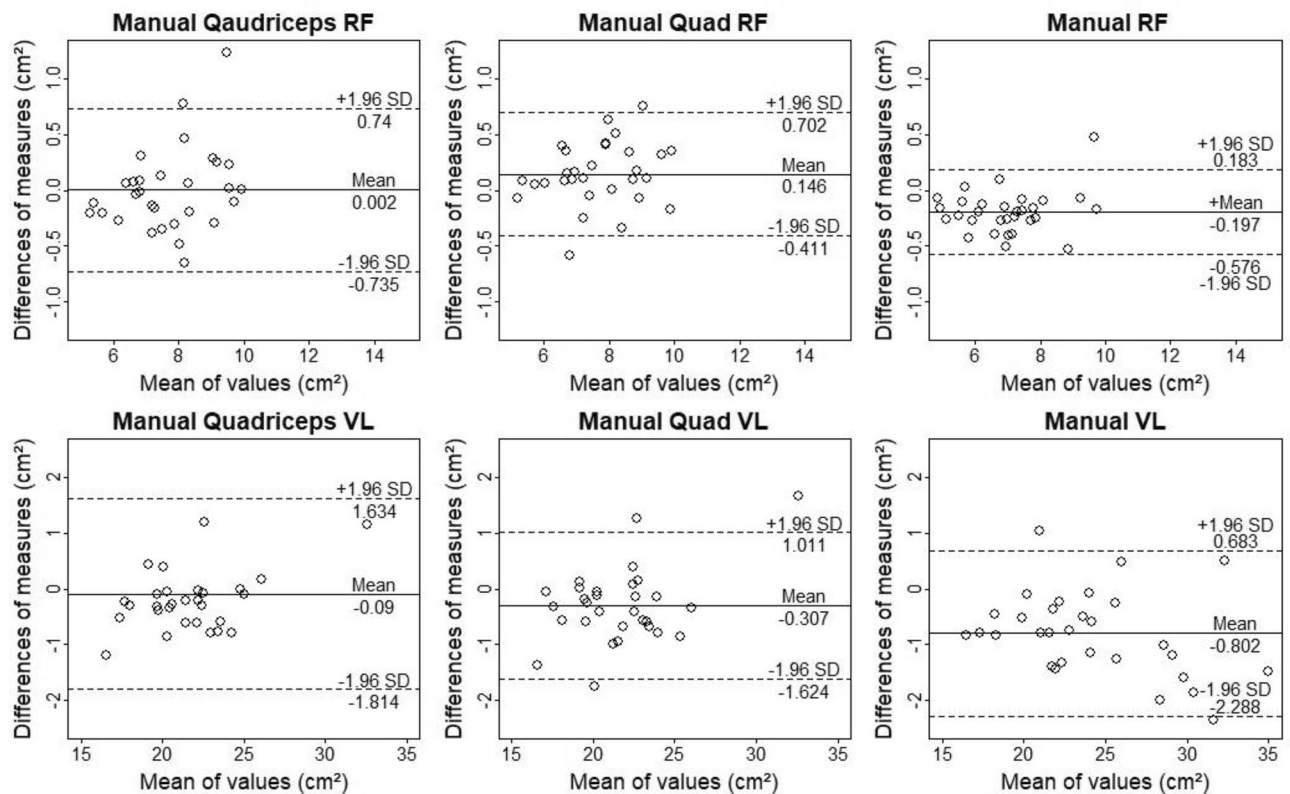 Manual Qaudriceps RF
Differences of measures (cm²)
1.0
0.5
0.0
-0.5
-1.0
+1.96 SD
0.74
Mean
0.002
-1.96 SD
-0.735
6 8 10 12 14
Mean of values (cm²)
Manual Quad RF
Differences of measures (cm²)
1.0
0.5
0.0
-0.5
-1.0
+1.96 SD
0.702
Mean
0.146
-1.96 SD
-0.411
6 8 10 12 14
Mean of values (cm²)
Manual RF
Differences of measures (cm²)
1.0
0.5
0.0
-0.5
-1.0
+1.96 SD
0.183
+Mean
-0.197
-0.576
-1.96 SD
6 8 10 12 14
Mean of values (cm²)
Manual Quadriceps VL
Differences of measures (cm²)
2
1
0
-1
-2
+1.96 SD
1.634
Mean
-0.09
-1.96 SD
-1.814
15 20 25 30 35
Mean of values (cm²)
Manual Quad VL
Differences of measures (cm²)
2
1
0
-1
-2
+1.96 SD
1.011
Mean
-0.307
-1.96 SD
-1.624
15 20 25 30 35
Mean of values (cm²)
Manual VL
Differences of measures (cm²)
2
1
0
-1
-2
+1.96 SD
0.683
Mean
-0.802
-1.96 SD
-2.288
15 20 25 30 35
Mean of values (cm²)